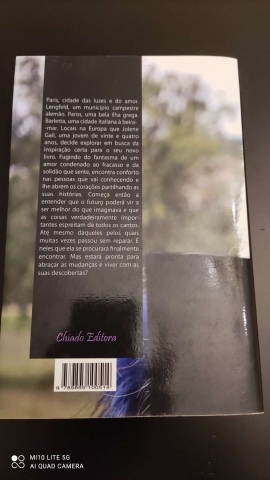 Paris, cidade das luzes e do amor.
Lengfeld, um município campestre
alemão. Paros, uma bela ilha grega.
Barletta, uma cidade italiana à beira-
-mar. Locais na Europa que Jolene
Gall, uma jovem de vinte e quatro
anos, decide explorar em busca da
inspiração certa para o seu novo
livro. Fugindo do fantasma de um
amor condenado ao fracasso e da
solidão que sente, encontra conforto
nas pessoas que vai conhecendo e
lhe abrem os corações partilhando as
suas histórias. Começa então a
entender que o futuro poderá vir a
ser melhor do que imaginava e que
as coisas verdadeiramente impor-
tantes espreitam de todos os cantos.
Até mesmo daqueles pelos quais
muitas vezes passou sem reparar. É
neles que ela se procurará finalmente
encontrar. Mas estará pronta para
abraçar as mudanças e viver com as
suas descobertas?
Chiado Editora
MI10 LITE 5G
AI QUAD CAMERA